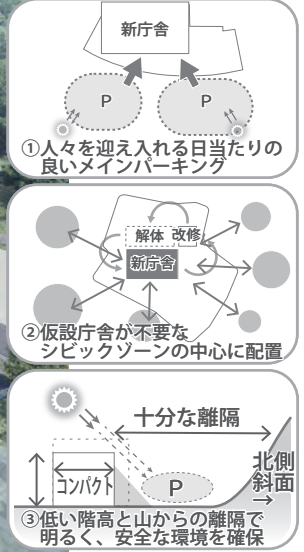 新庁舎
P
P
①人々を迎え入れる日当たりの
良いメインパーキング
解体 改修
新庁舎
②仮設庁舎が不要な
シビックゾーンの中心に配置
十分な離隔
コンパクト
P
北側
斜面
→
③低い階高と山からの離隔で
明るく、安全な環境を確保